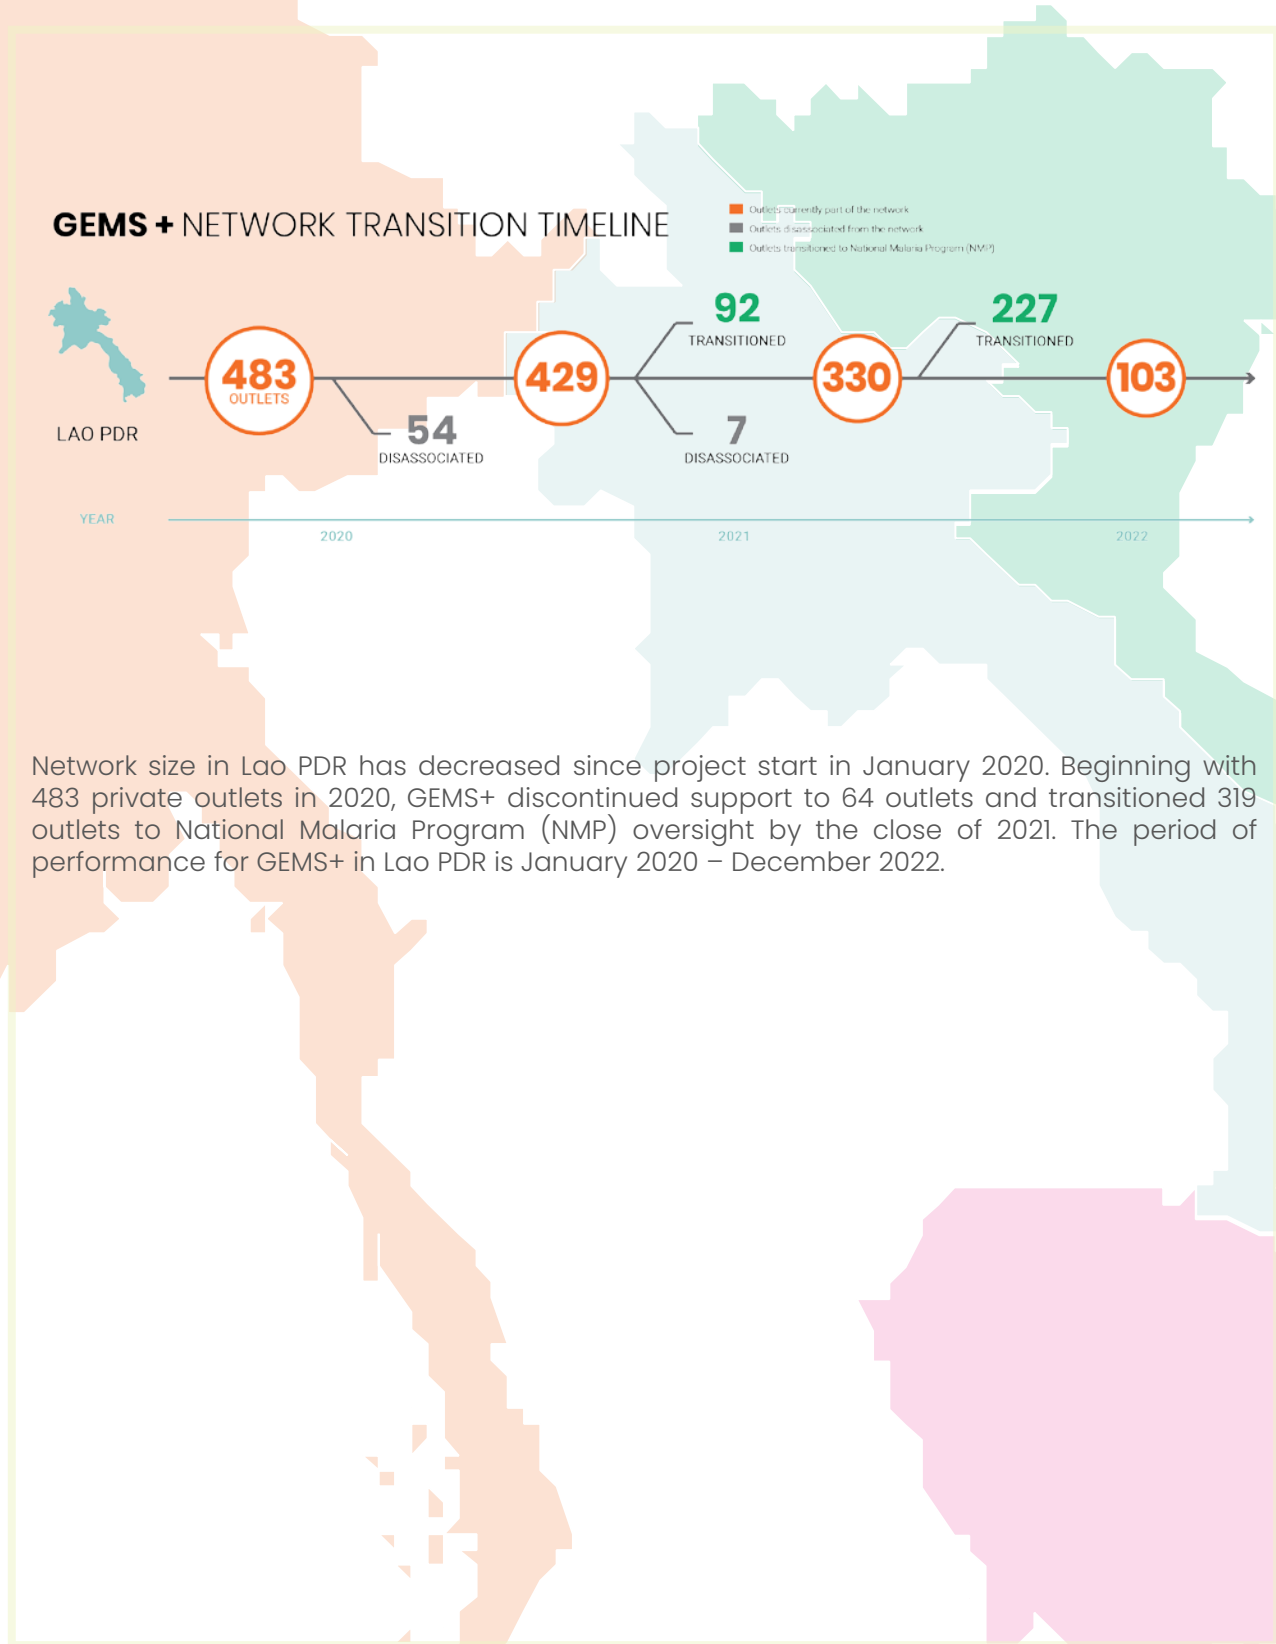 GEMS + NETWORK TRANSITION TIMELINE
Outlets currently part of the network
Outlets disassociated from the network
Outlets transitioned to National Malaria Program (NMP)
LAO PDR
483
OUTLETS
54
DISASSOCIATED
429
92
TRANSITIONED
7
DISASSOCIATED
330
227
TRANSITIONED
103
YEAR
2020
2021
2022
Network size in Lao PDR has decreased since project start in January 2020. Beginning with
483 private outlets in 2020, GEMS+ discontinued support to 64 outlets and transitioned 319
outlets to National Malaria Program (NMP) oversight by the close of 2021. The period of
performance for GEMS+ in Lao PDR is January 2020 – December 2022.